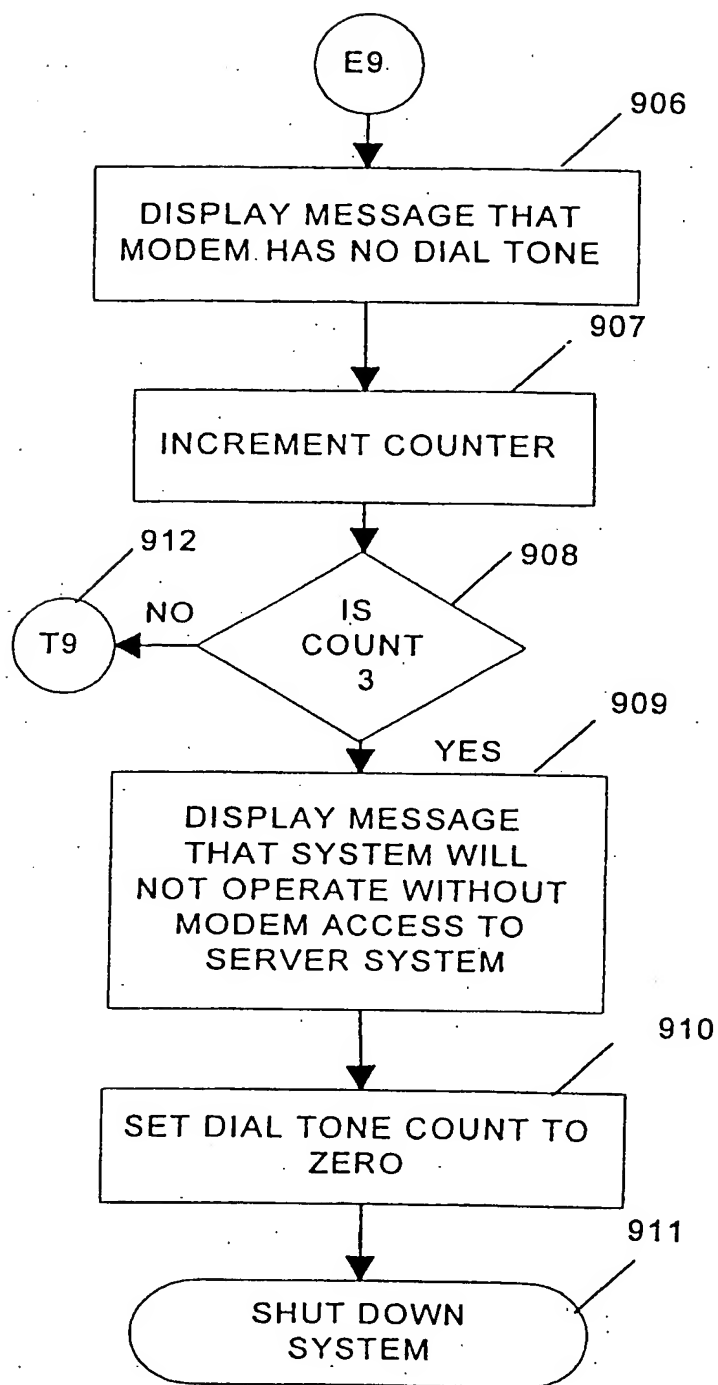 E9
906
DISPLAY MESSAGE THAT
MODEM HAS NO DIAL TONE
907
INCREMENT COUNTER
912
908
NO
T9
IS
COUNT
3
909
YES
DISPLAY MESSAGE
THAT SYSTEM WILL
NOT OPERATE WITHOUT
MODEM ACCESS TO
SERVER SYSTEM
910
SET DIAL TONE COUNT TO
ZERO
911
SHUT DOWN
SYSTEM